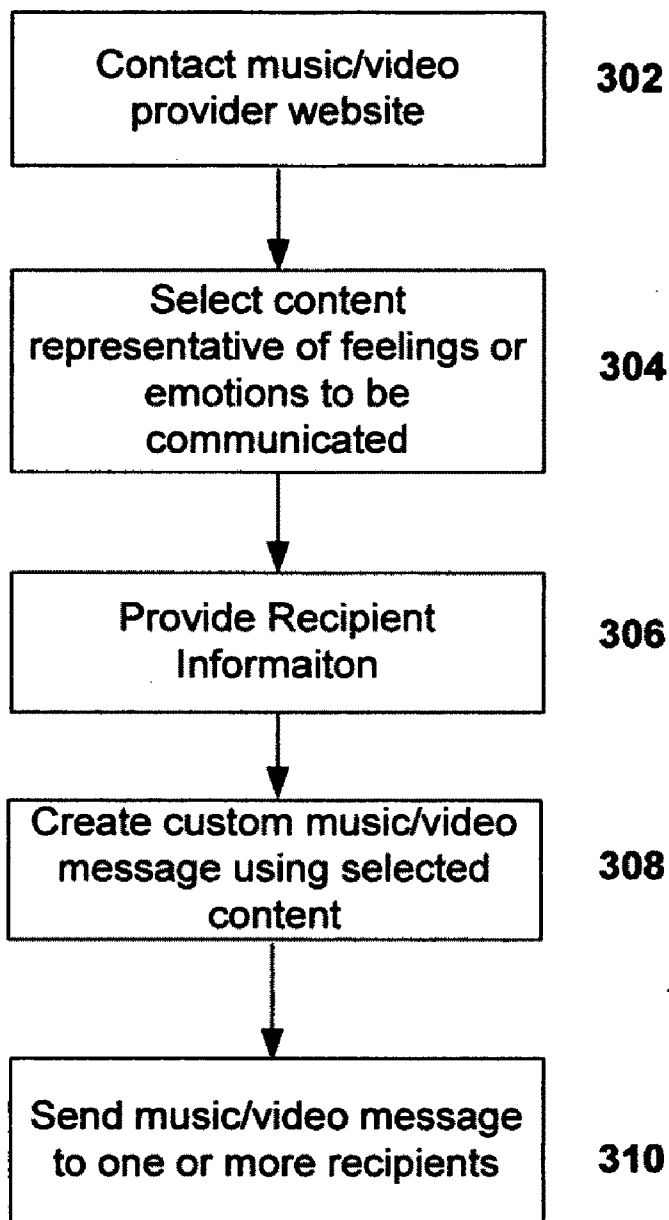 Contact music/video
provider website
302
Select content
representative of feelings or
emotions to be
communicated
304
Provide Recipient
Informaiton
306
Create custom music/video
message using selected
content
308
Send music/video message
to one or more recipients
310